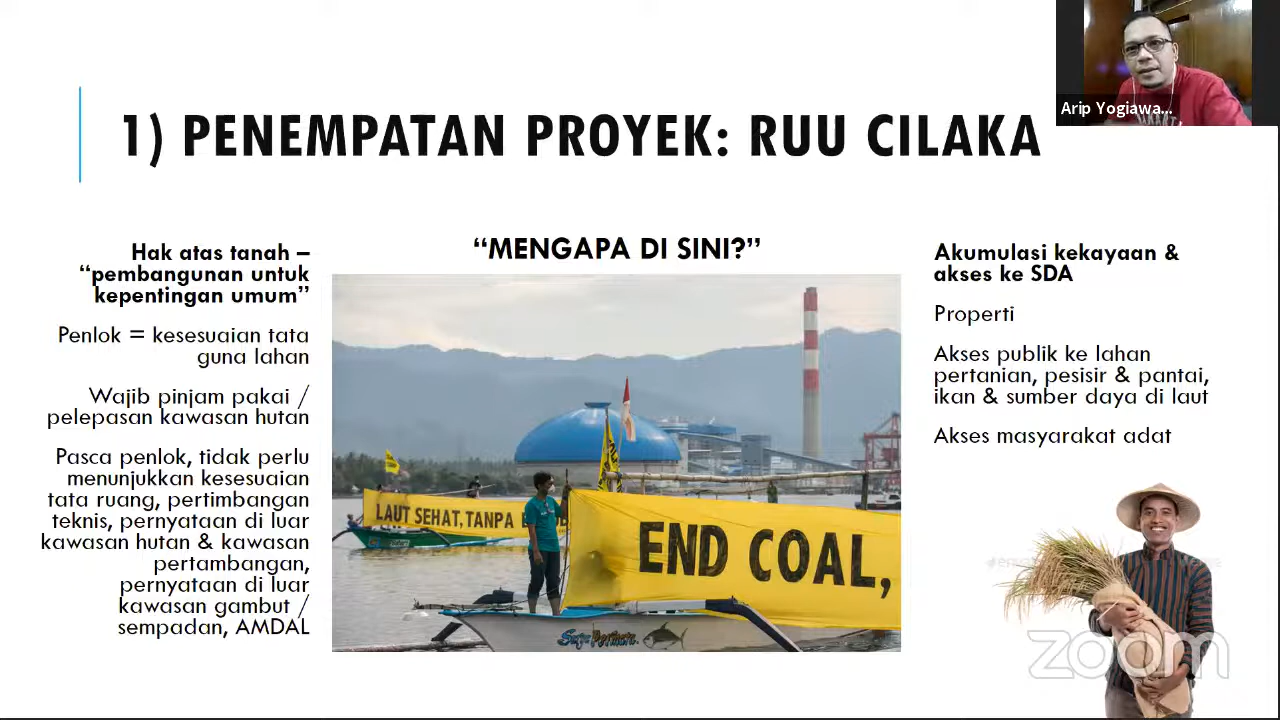 Arip Yogiawa...
1) PENEMPATAN PROYEK: RUU CILAKA
Hak atas tanah –
“pembangunan untuk
kepentingan umum”
Penlok = kesesuaian tata
guna lahan
Wajib pinjam pakai /
pelepasan kawasan hutan
Pasca penlok, tidak perlu
menunjukkan kesesuaian
tata ruang, pertimbangan
teknis, pernyataan di luar
kawasan hutan & kawasan
pertambangan,
pernyataan di luar
kawasan gambut /
sempadan, AMDAL
“MENGAPA DI SINI?”
LAUT SEHAT, TANPA
END COAL,
Akumulasi kekayaan &
akses ke SDA
Properti
Akses publik ke lahan
pertanian, pesisir & pantai,
ikan & sumber daya di laut
Akses masyarakat adat
zoom